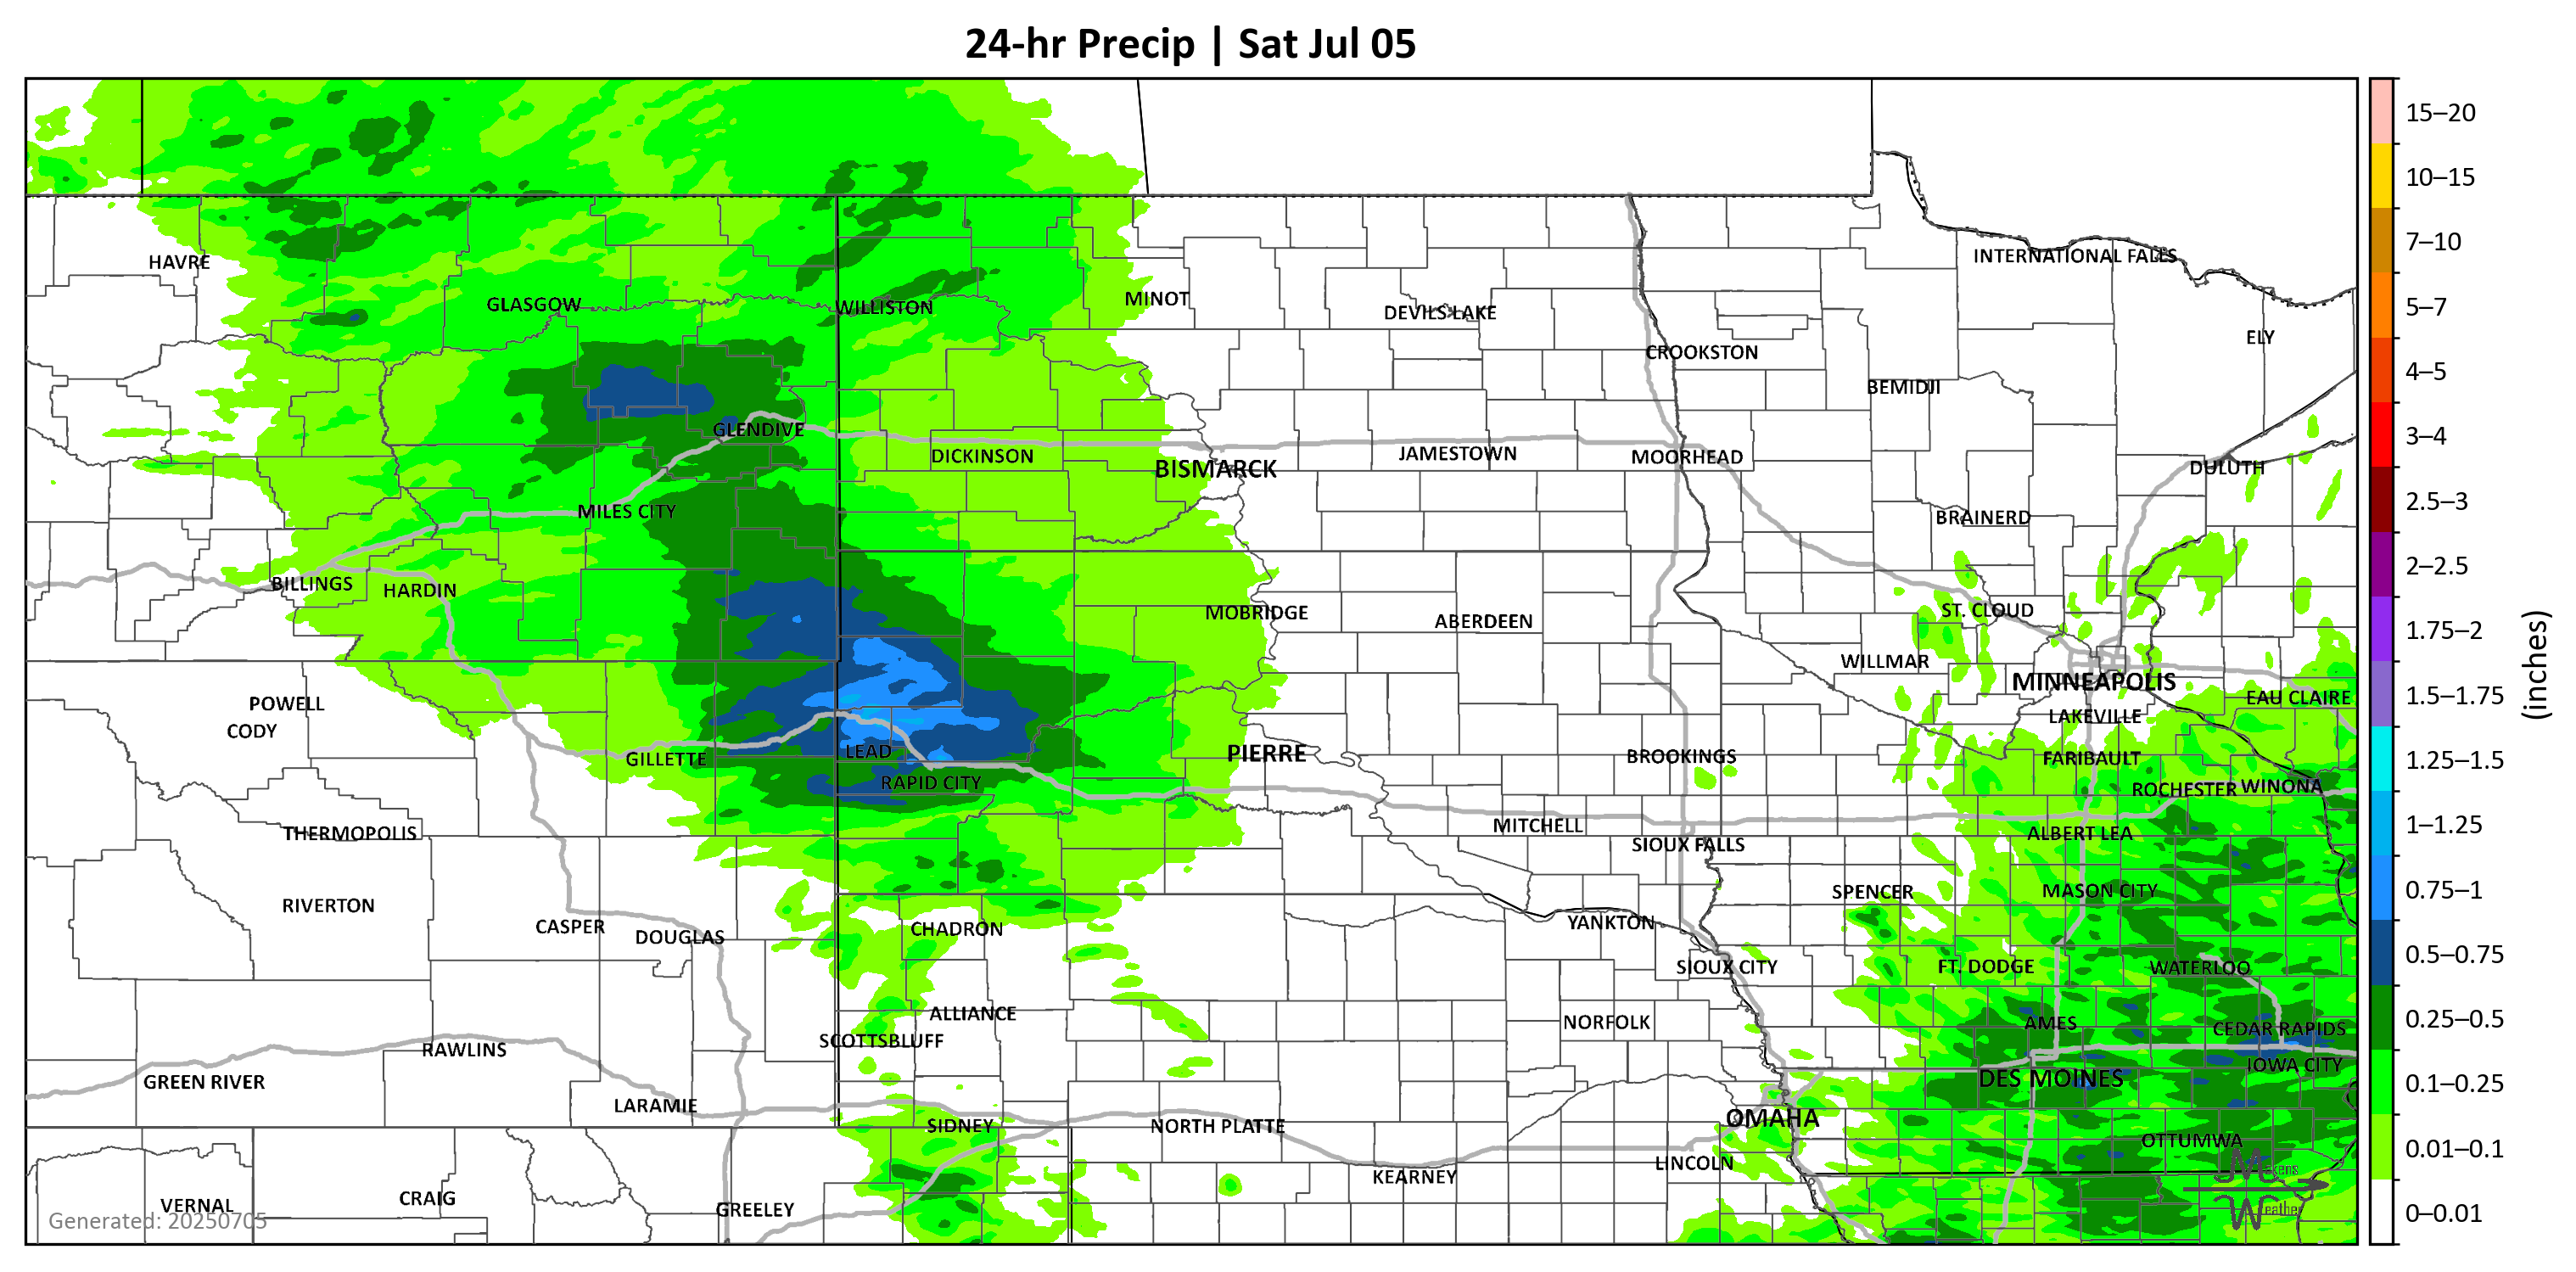 24-hr Precip | Sat Jul 05
15–20
10–15
INTERNATIONAL FALLS
7–10
HAVRE
MINOT
GLASGOW
WILLISTON
DEVILS LAKE
5–7
ELY
CROOKSTON
4–5
BEMIDJI
GLENDIVE
3–4
DICKINSON
JAMESTOWN
MOORHEAD
BISMARCK
DULUTH
2.5–3
MILES CITY
BRAINERD
2–2.5
BILLINGS
HARDIN
MOBRIDGE
ST. CLOUD
ABERDEEN
1.75–2
WILLMAR
(inches)
MINNEAPOLIS
1.5–1.75
EAU CLAIRE
POWELL
LAKEVILLE
CODY
LEAD
PIERRE
BROOKINGS
GILLETTE
FARIBAULT
1.25–1.5
RAPID CITY
ROCHESTER
WINONA
MITCHELL
1–1.25
THERMOPOLIS
ALBERT LEA
SIOUX FALLS
SPENCER
MASON CITY
0.75–1
RIVERTON
CASPER
CHADRON
YANKTON
DOUGLAS
0.5–0.75
SIOUX CITY
FT. DODGE
WATERLOO
ALLIANCE
NORFOLK
AMES
0.25–0.5
CEDAR RAPIDS
SCOTTSBLUFF
RAWLINS
IOWA CITY
GREEN RIVER
DES MOINES
0.1–0.25
LARAMIE
OMAHA
SIDNEY
NORTH PLATTE
OTTUMWA
0.01–0.1
LINCOLN
KEARNEY
Makens
Weather
CRAIG
VERNAL
GREELEY
0–0.01
Generated: 20250705